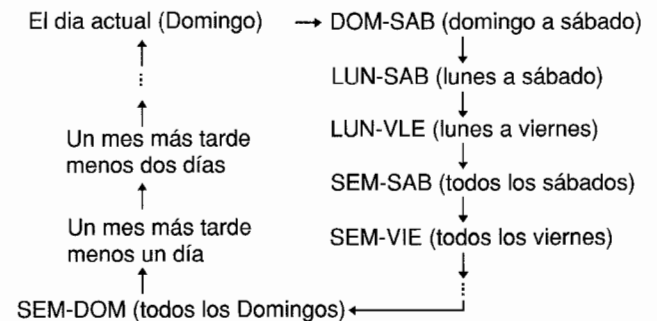 El dia actual (Domingo)
DOM-SAB (domingo a sábado)
LUN-SAB (lunes a sábado)
LUN-VLE (lunes a viernes)
SEM-SAB (todos los sábados)
SEM-VIE (todos los viernes)
SEM-DOM (todos los Domingos)
Un mes más tarde
menos un día
Un mes más tarde
menos dos días